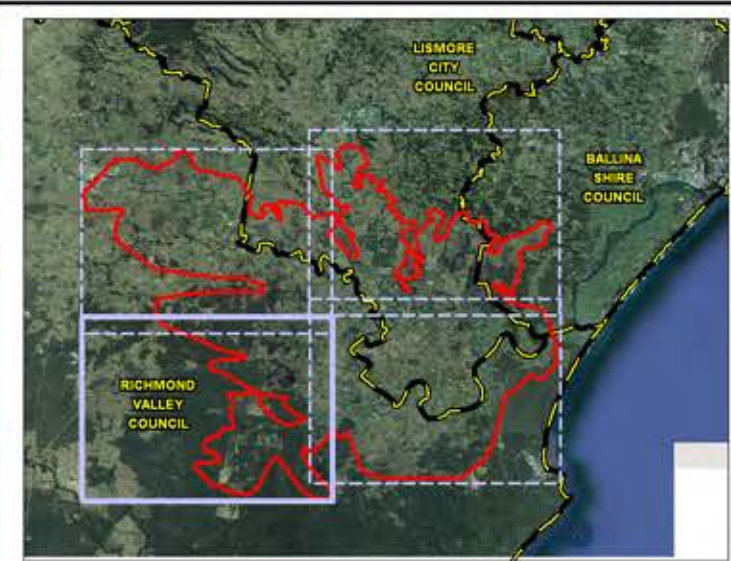 LISMORE
CITY
COUNCIL
BALLINA
SHIRE
COUNCIL
RICHMOND
VALLEY
COUNCIL